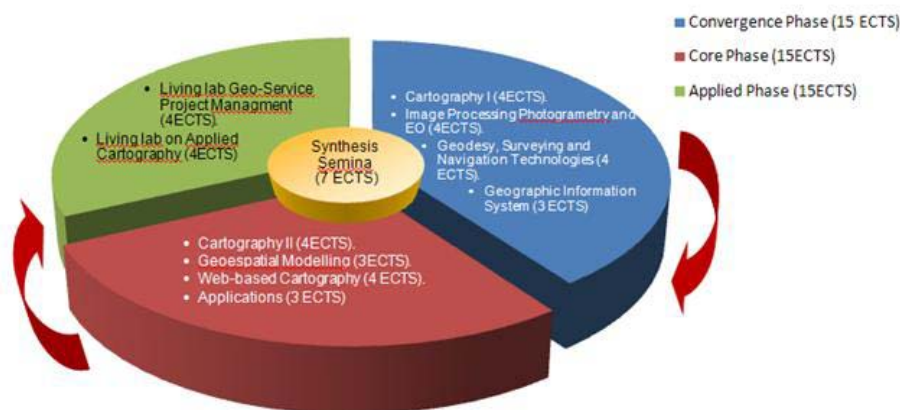 Convergence Phase (15 ECTS)
Core Phase (15ECTS)
Applied Phase (15ECTS)
• Living lab Geo-Service
Project Managment
(4ECTS).
• Living lab on Applied
Cartography (4ECTS)
Synthesis
Semina
(7 ECTS)
• Cartography I (4ECTS).
• Image Processing Photogrametry and
EO (4ECTS).
• Geodesy, Surveying and
Navigation Technologies (4
ECTS).
• Geographic Information
System (3 ECTS)
• Cartography II (4ECTS).
• Geoespatial Modelling (3ECTS).
• Web-based Cartography (4 ECTS).
• Applications (3 ECTS)